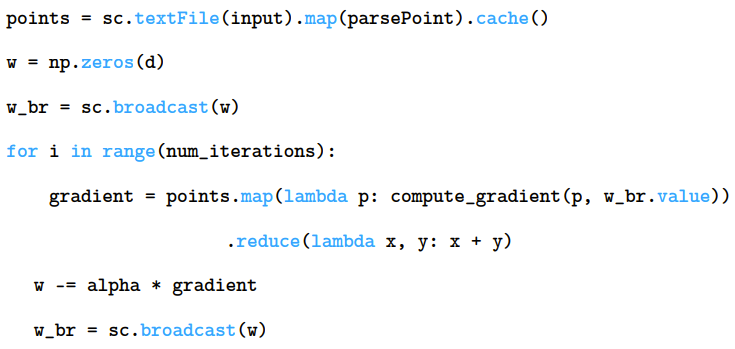 points = sc.textFile(input).map(parsePoint).cache()
w = np.zeros(d)
w_br = sc.broadcast(w)
for i in range(num_iterations):
    gradient = points.map(lambda p: compute_gradient(p, w_br.value))
                     .reduce(lambda x, y: x + y)
   w -= alpha * gradient
   w_br = sc.broadcast(w)